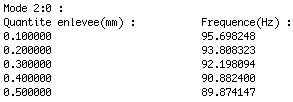 Mode 2:0 :
Quantite enlevee(mm) : Frequence(Hz) :
0.100000 95.698248
0.200000 93.808323
0.300000 92.198094
0.400000 90.882400
0.500000 89.874147